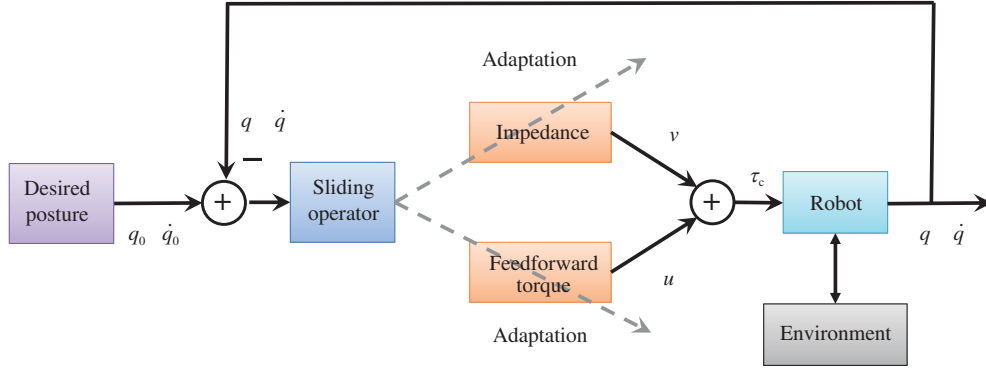 Adaptation
q q̇
Impedance
v
Desired
posture
+
Sliding
operator
+
τc
Robot
q0 q̇0
q q̇
Feedforward
torque
u
Adaptation
Environment